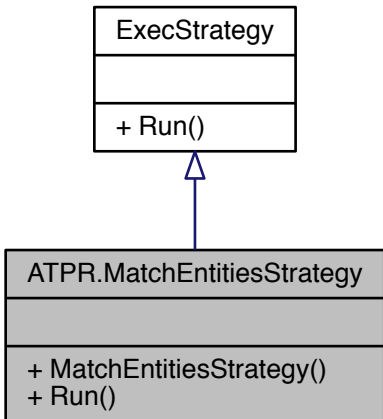 ExecStrategy
+ Run()
ATPR.MatchEntitiesStrategy
+ MatchEntitiesStrategy()
+ Run()